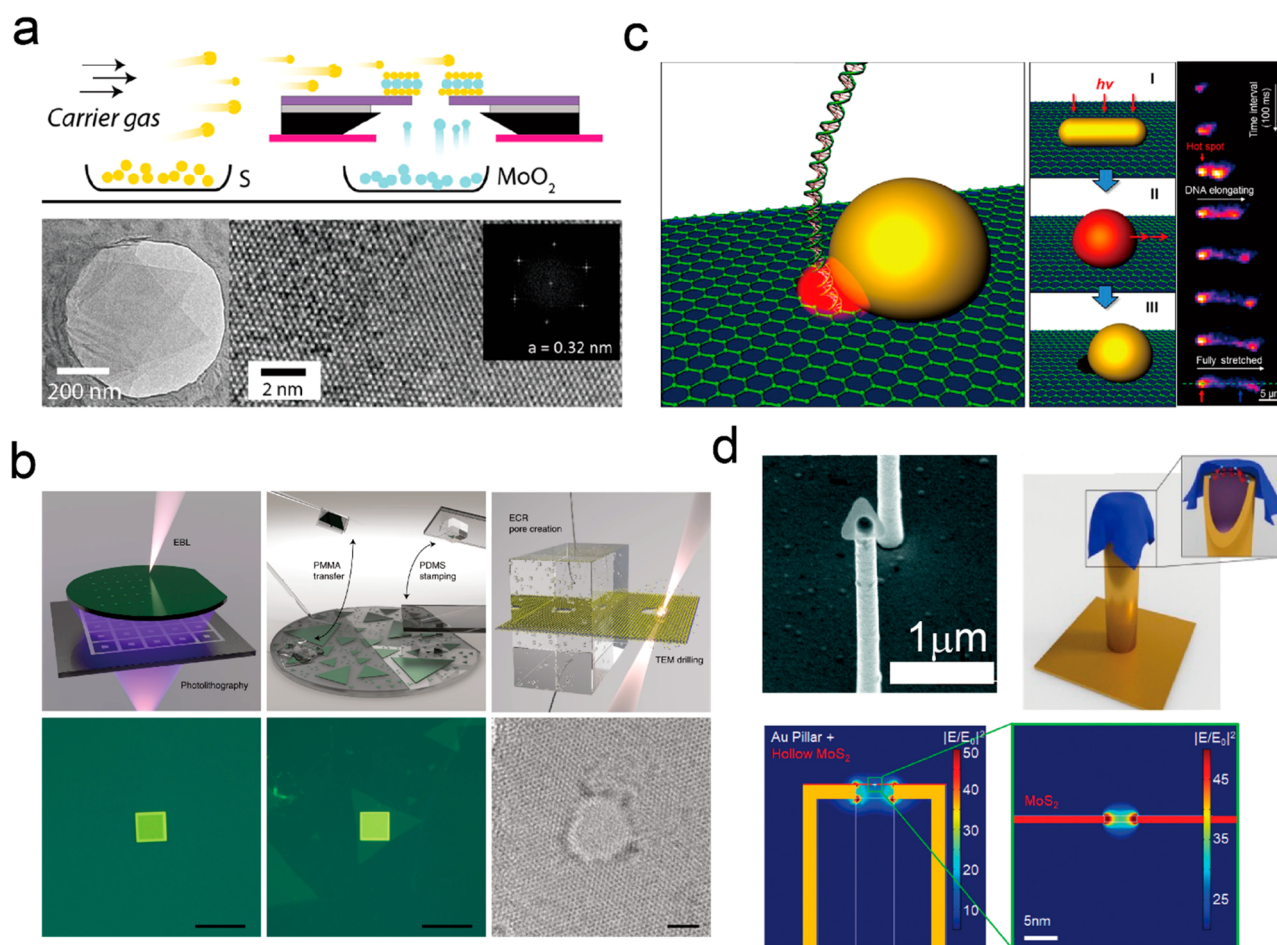 a
Carrier gas
S
MoO2
200 nm
2 nm
a = 0.32 nm
b
EBL
Photolithography
PMMA
transfer
PDMS
stamping
ECR
pore creation
TEM drilling
c
I
hν
II
III
Time interval
(100 ms)
Hot spot
DNA elongating
Fully stretched
5 μm
d
1μm
Au Pillar +
Hollow MoS2
|E/E0|²
50
40
30
20
10
MoS2
|E/E0|²
45
35
25
5nm